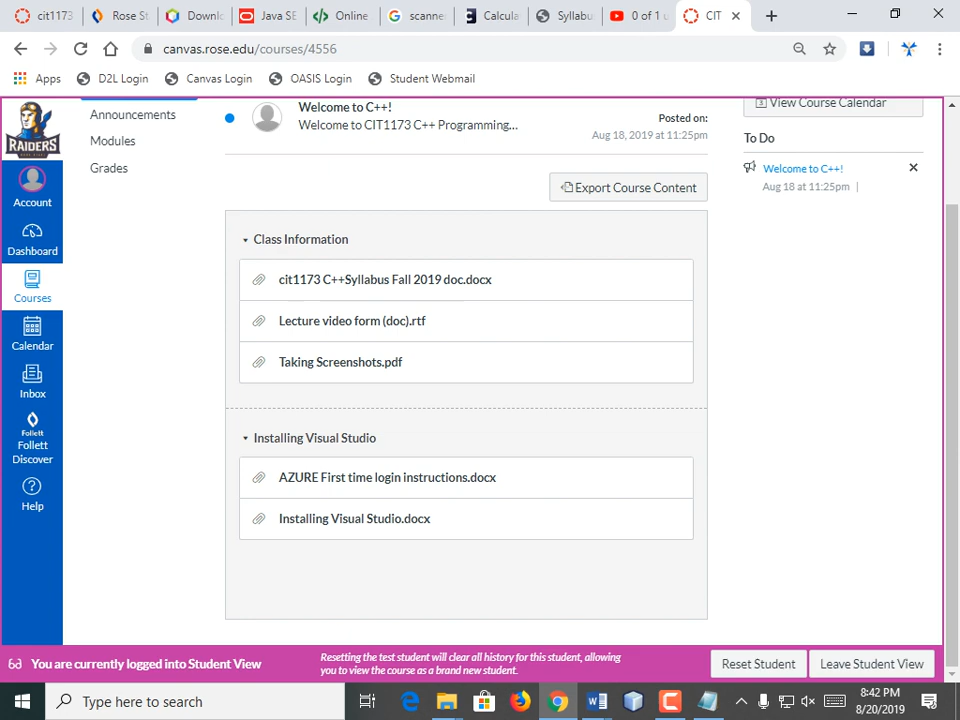 cit1173
Rose St
Downlo
Java SE
Online
scanner
Calcula
Syllabu
0 of 1 u
CIT
canvas.rose.edu/courses/4556
Apps
D2L Login
Canvas Login
OASIS Login
Student Webmail
RAIDERS
Account
Dashboard
Courses
Calendar
Inbox
Follett
Follett
Discover
Help
Announcements
Modules
Grades
Welcome to C++!
Welcome to CIT1173 C++ Programming...
Posted on:
Aug 18, 2019 at 11:25pm
Export Course Content
Class Information
cit1173 C++Syllabus Fall 2019 doc.docx
Lecture video form (doc).rtf
Taking Screenshots.pdf
Installing Visual Studio
AZURE First time login instructions.docx
Installing Visual Studio.docx
View Course Calendar
To Do
Welcome to C++!
Aug 18 at 11:25pm |
You are currently logged into Student View
Resetting the test student will clear all history for this student, allowing
you to view the course as a brand new student.
Reset Student
Leave Student View
Type here to search
8:42 PM
8/20/2019